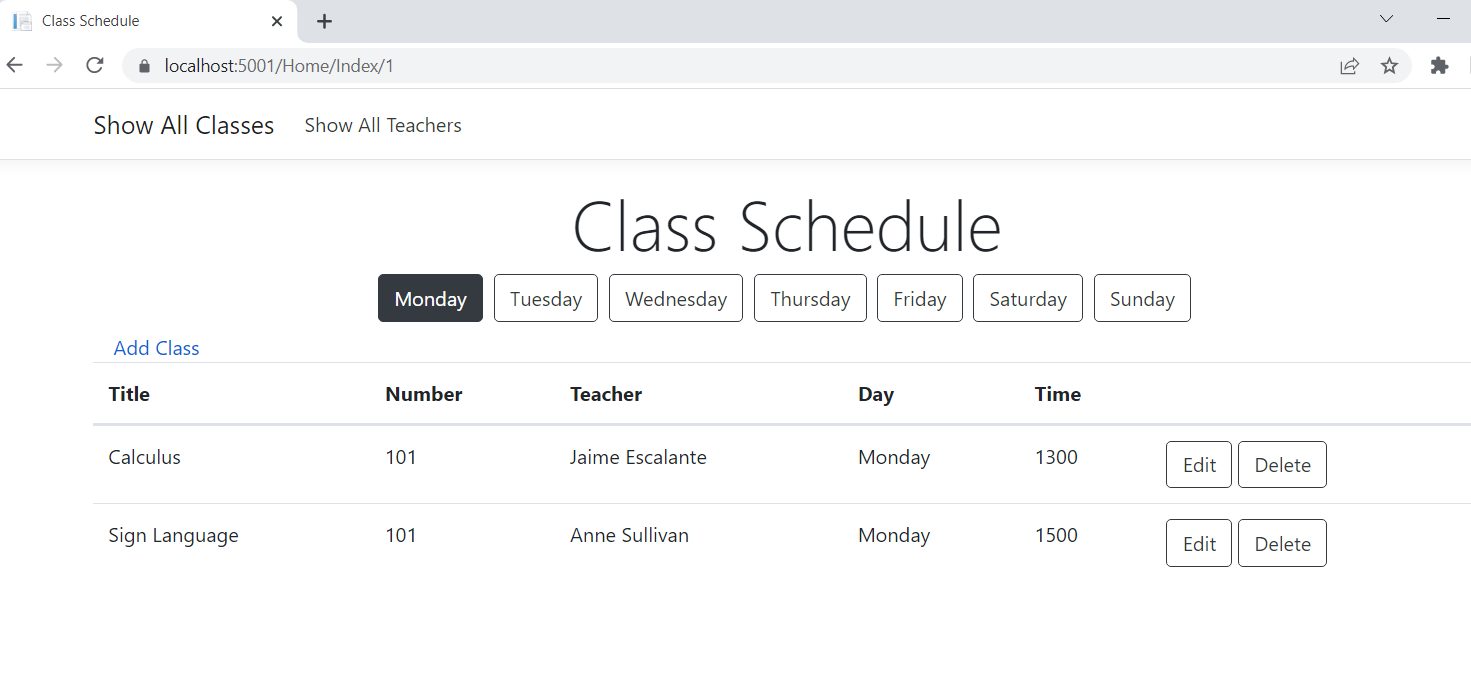 Class Schedule
localhost:5001/Home/Index/1
Show All Classes Show All Teachers
Class Schedule
Monday Tuesday Wednesday Thursday Friday Saturday Sunday
Add Class
Title Number Teacher Day Time
Calculus 101 Jaime Escalante Monday 1300 Edit Delete
Sign Language 101 Anne Sullivan Monday 1500 Edit Delete